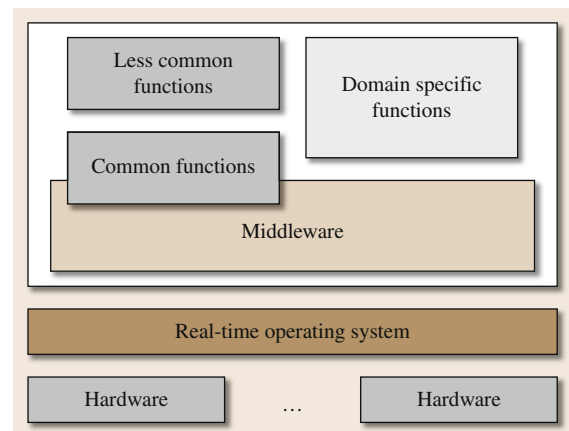 Less common
functions
Domain specific
functions
Common functions
Middleware
Real-time operating system
Hardware
...
Hardware